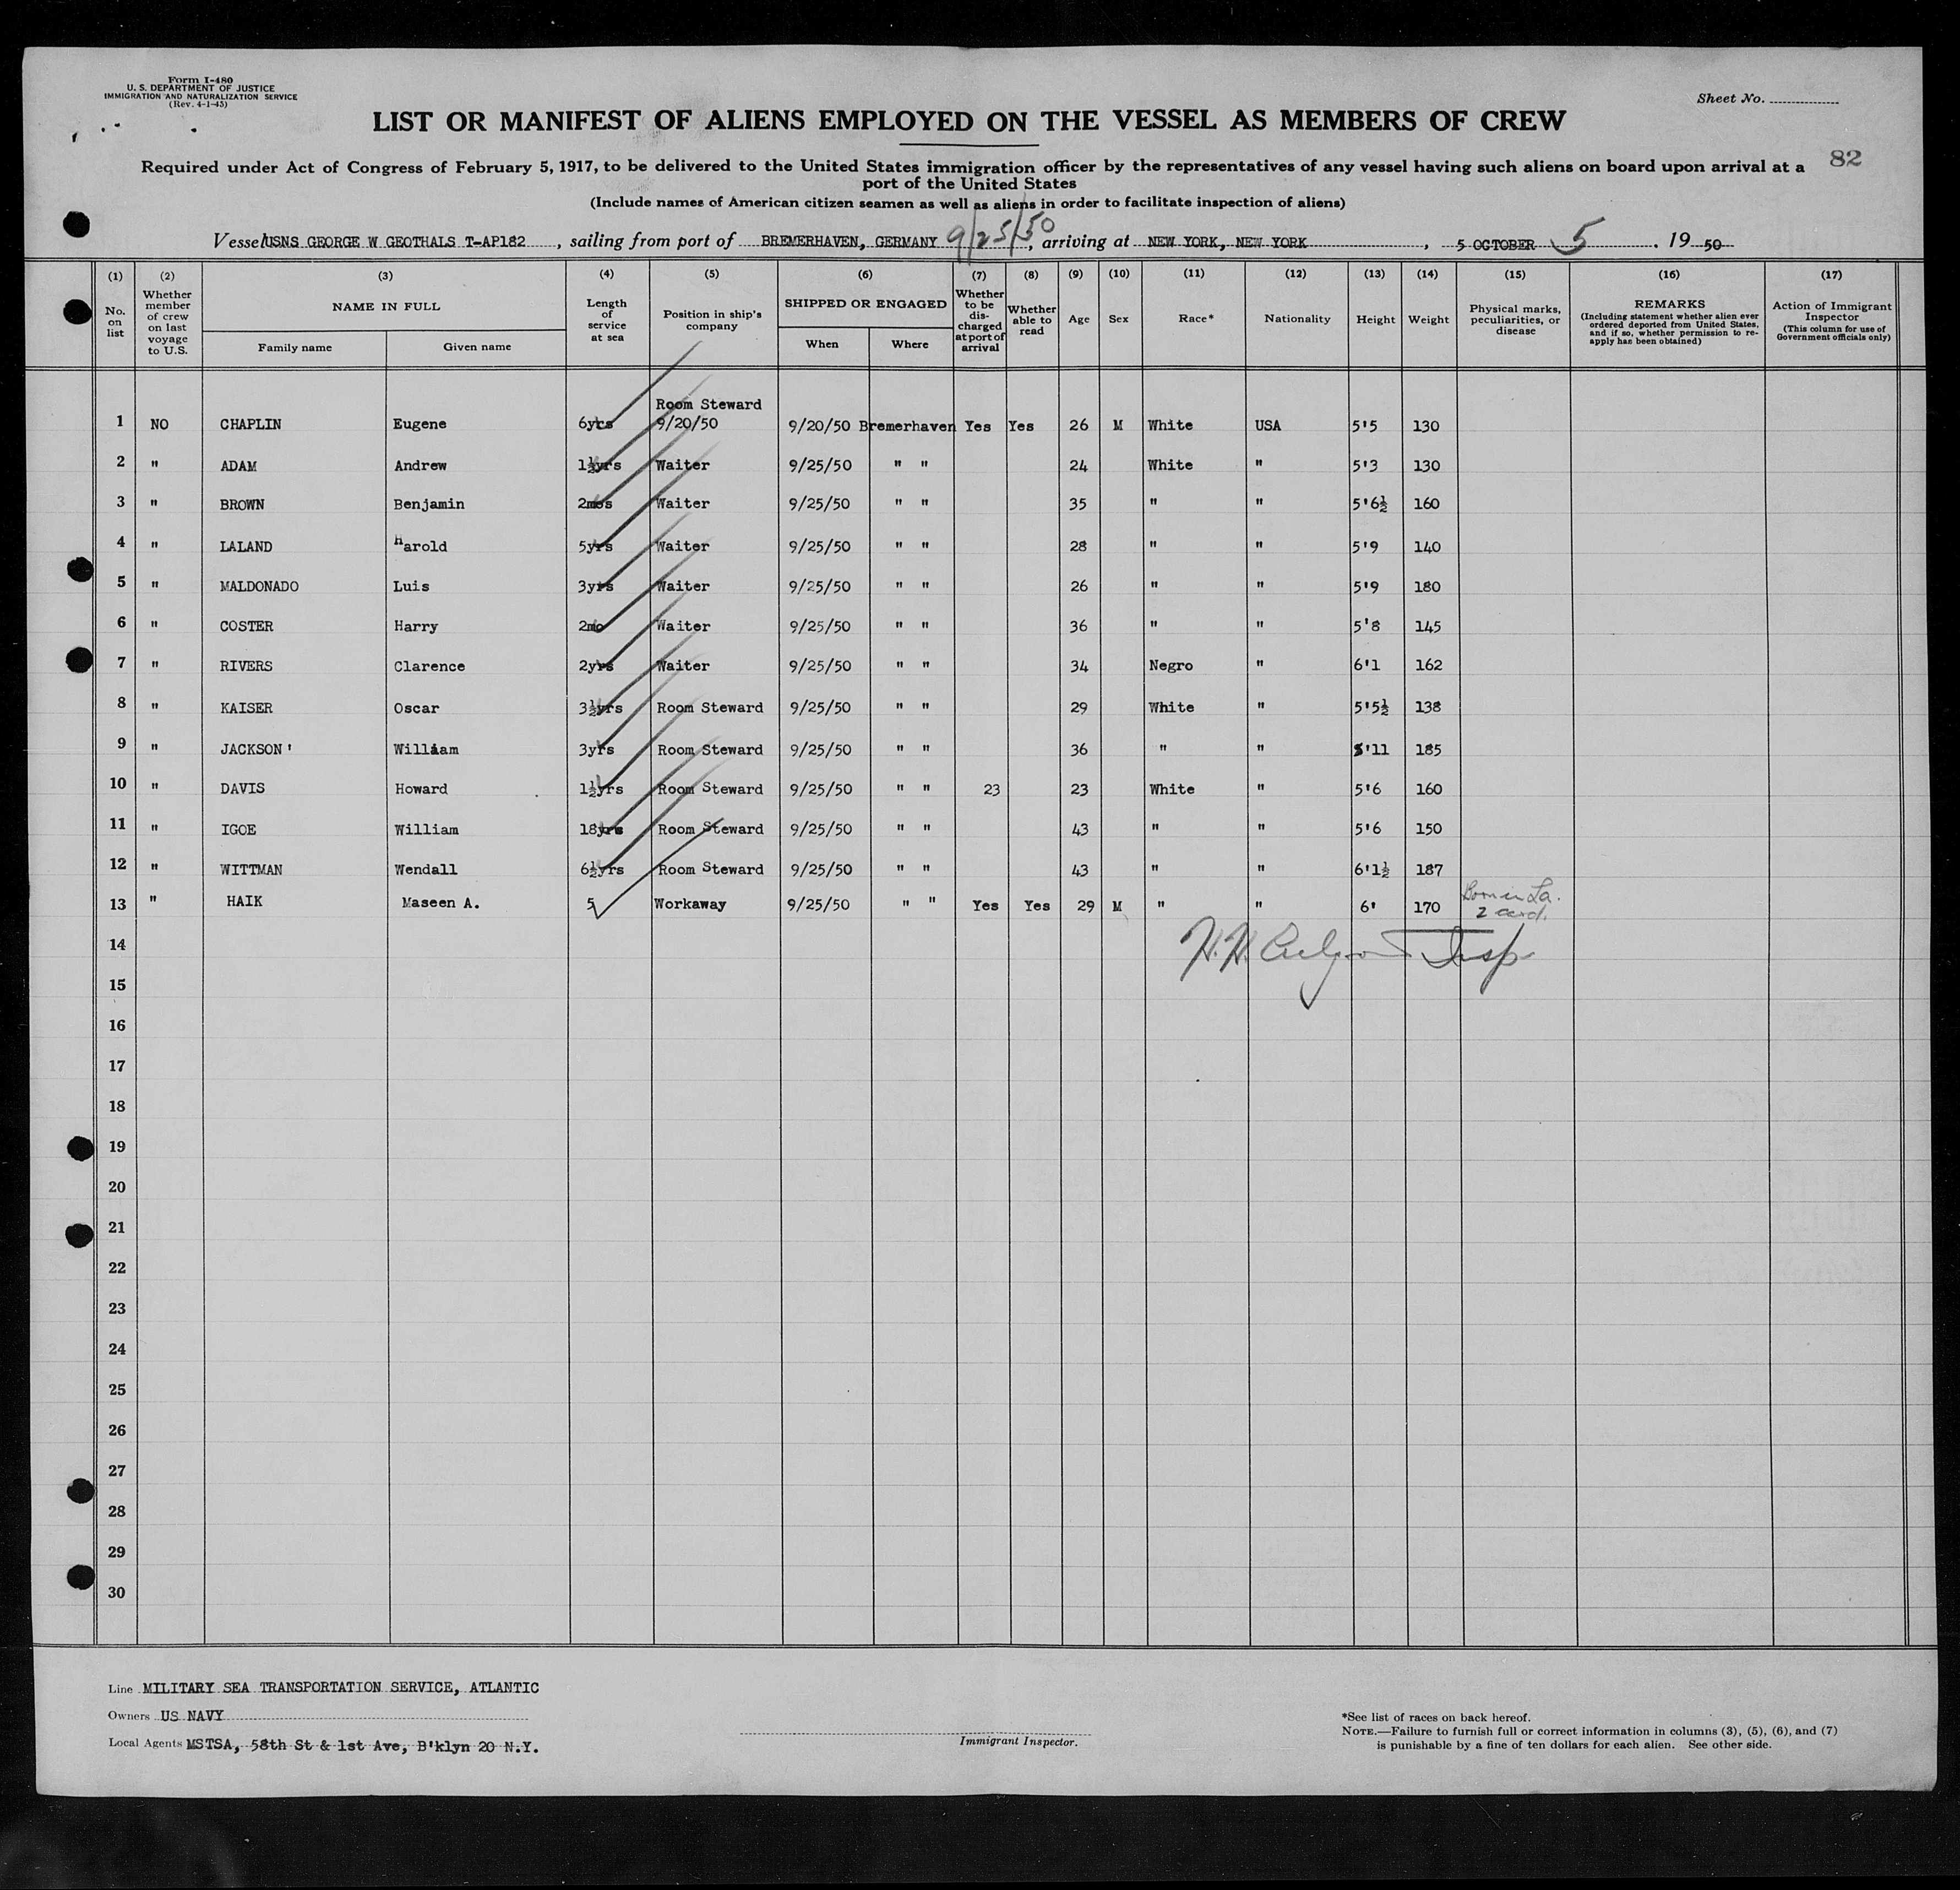 Form I-480
U. S. DEPARTMENT OF JUSTICE
IMMIGRATION AND NATURALIZATION SERVICE
(Rev. 4-1-45)
Sheet No.
LIST OR MANIFEST OF ALIENS EMPLOYED ON THE VESSEL AS MEMBERS OF CREW
82
Required under Act of Congress of February 5, 1917, to be delivered to the United States immigration officer by the representatives of any vessel having such aliens on board upon arrival at a
port of the United States
(Include names of American citizen seamen as well as aliens in order to facilitate inspection of aliens)
Vessel USNS GEORGE W GEOTHALS T-AP182, sailing from port of BREMERHAVEN, GERMANY 9/25/50, arriving at NEW YORK, NEW YORK, 5 OCTOBER 5, 1950
(1) (2) (3) (4) (5) (6) (7) (8) (9) (10) (11) (12) (13) (14) (15) (16) (17)
No. on list
Whether member of crew on last voyage to U.S.
NAME IN FULL
Family name
Given name
Length of service at sea
Position in ship's company
SHIPPED OR ENGAGED
When
Where
Whether to be discharged at port of arrival
Whether able to read
Age
Sex
Race*
Nationality
Height
Weight
Physical marks, peculiarities, or disease
REMARKS
(Including statement whether alien ever ordered deported from United States, and if so, whether permission to re-apply has been obtained)
Action of Immigrant Inspector
(This column for use of Government officials only)
Room Steward
1 NO CHAPLIN Eugene 6yrs 9/20/50 9/20/50 Bremerhaven Yes Yes 26 M White USA 5'5 130
2 " ADAM Andrew 1½yrs Waiter 9/25/50 " " 24 White " 5'3 130
3 " BROWN Benjamin 2mos Waiter 9/25/50 " " 35 " " 5'6½ 160
4 " LALAND Harold 5yrs Waiter 9/25/50 " " 28 " " 5'9 140
5 " MALDONADO Luis 3yrs Waiter 9/25/50 " " 26 " " 5'9 180
6 " COSTER Harry 2mo Waiter 9/25/50 " " 36 " " 5'8 145
7 " RIVERS Clarence 2yrs Waiter 9/25/50 " " 34 Negro " 6'1 162
8 " KAISER Oscar 3½yrs Room Steward 9/25/50 " " 29 White " 5'5½ 138
9 " JACKSON' William 3yrs Room Steward 9/25/50 " " 36 " " 5'11 185
10 " DAVIS Howard 1½yrs Room Steward 9/25/50 " " 23 23 White " 5'6 160
11 " IGOE William 18yrs Room Steward 9/25/50 " " 43 " " 5'6 150
12 " WITTMAN Wendall 6½yrs Room Steward 9/25/50 " " 43 " " 6'1½ 187
13 " HAIK Maseen A. 5 Workaway 9/25/50 " " Yes Yes 29 M " " 6' 170 Born in La.
2 card.
14 H.H. Insp
15
16
17
18
19
20
21
22
23
24
25
26
27
28
29
30
Line MILITARY SEA TRANSPORTATION SERVICE, ATLANTIC
Owners US NAVY
Local Agents MSTSA, 58th St & 1st Ave, B'klyn 20 N.Y.
Immigrant Inspector.
*See list of races on back hereof.
NOTE.—Failure to furnish full or correct information in columns (3), (5), (6), and (7)
is punishable by a fine of ten dollars for each alien. See other side.